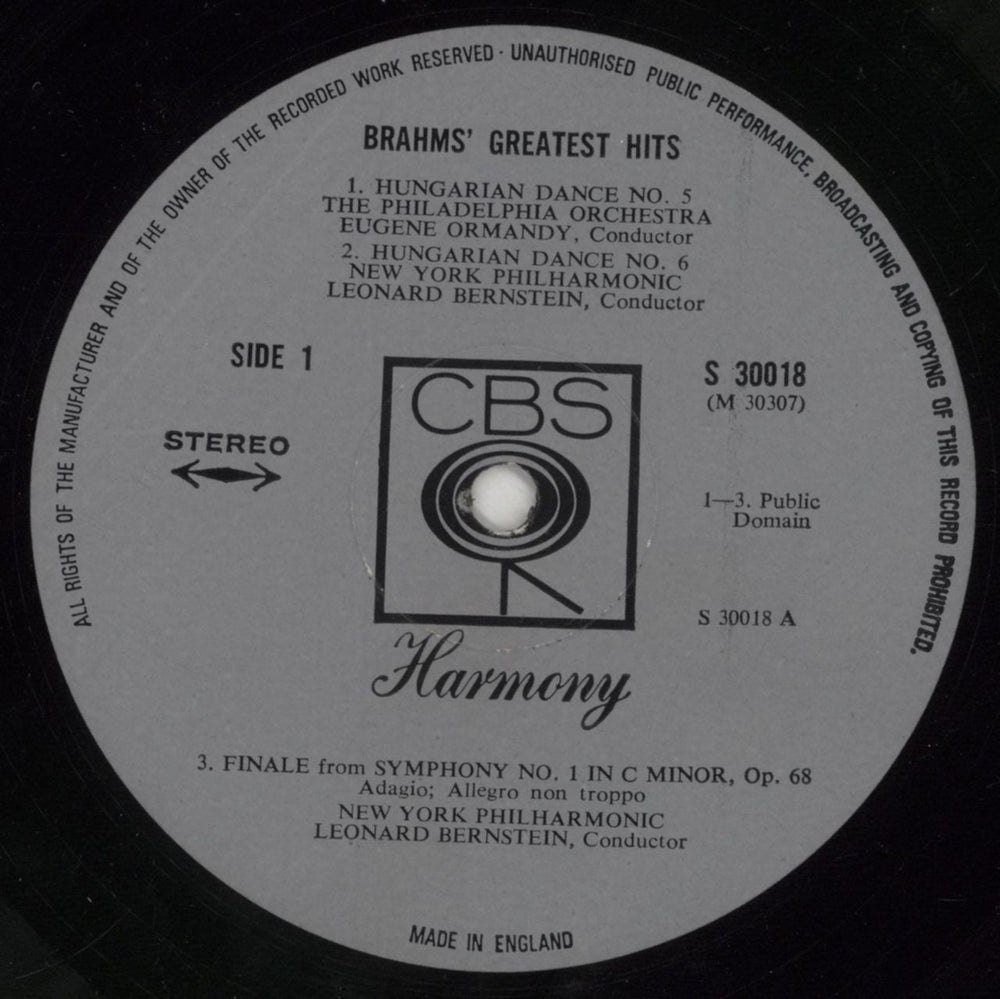 ALL RIGHTS OF THE MANUFACTURER AND OF THE OWNER OF THE RECORDED WORK RESERVED · UNAUTHORISED PUBLIC PERFORMANCE, BROADCASTING AND COPYING OF THIS RECORD PROHIBITED.
BRAHMS' GREATEST HITS
1. HUNGARIAN DANCE NO. 5
THE PHILADELPHIA ORCHESTRA
EUGENE ORMANDY, Conductor
2. HUNGARIAN DANCE NO. 6
NEW YORK PHILHARMONIC
LEONARD BERNSTEIN, Conductor
SIDE 1
STEREO
CBS
S 30018
(M 30307)
1—3. Public
Domain
S 30018 A
Harmony
3. FINALE from SYMPHONY NO. 1 IN C MINOR, Op. 68
Adagio; Allegro non troppo
NEW YORK PHILHARMONIC
LEONARD BERNSTEIN, Conductor
MADE IN ENGLAND